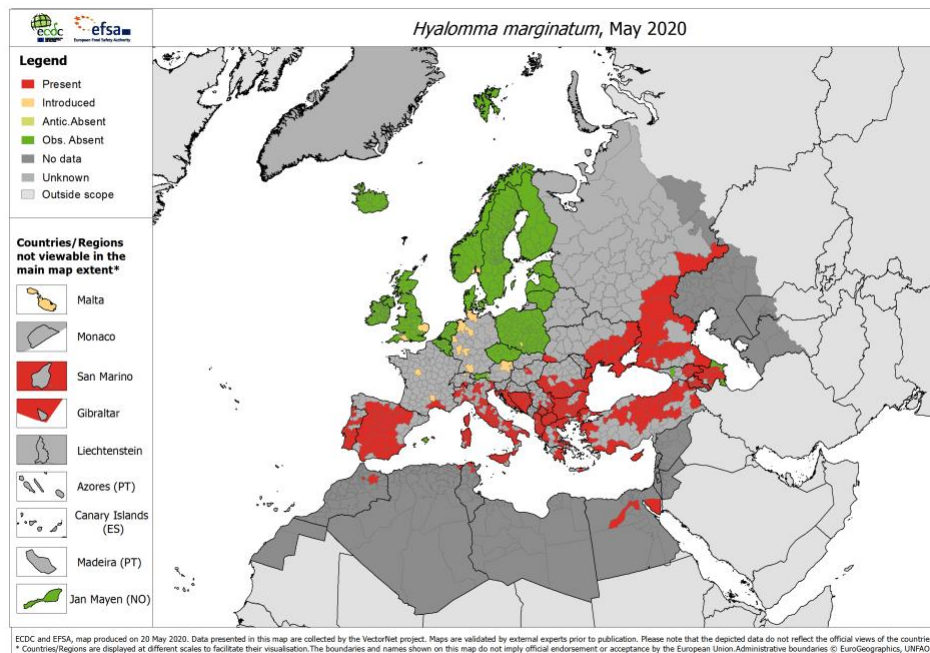 ecdc
efsa
European Food Safety Authority
Hyalomma marginatum, May 2020
Legend
Present
Introduced
Antic.Absent
Obs. Absent
No data
Unknown
Outside scope
Countries/Regions
not viewable in the
main map extent*
Malta
Monaco
San Marino
Gibraltar
Liechtenstein
Azores (PT)
Canary Islands
(ES)
Madeira (PT)
Jan Mayen (NO)
ECDC and EFSA, map produced on 20 May 2020. Data presented in this map are collected by the VectorNet project. Maps are validated by external experts prior to publication. Please note that the depicted data do not reflect the official views of the countrie
* Countries/Regions are displayed at different scales to facilitate their visualisation.The boundaries and names shown on this map do not imply official endorsement or acceptance by the European Union.Administrative boundaries © EuroGeographics, UNFAO